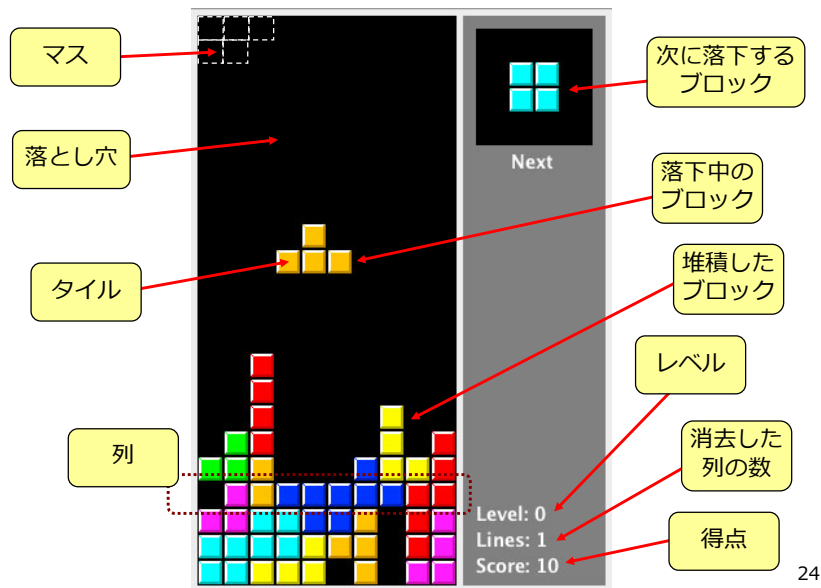 マス
次に落下する
ブロック
落とし穴
Next
落下中の
ブロック
タイル
堆積した
ブロック
レベル
列
消去した
列の数
Level: 0
Lines: 1
得点
Score: 10
24